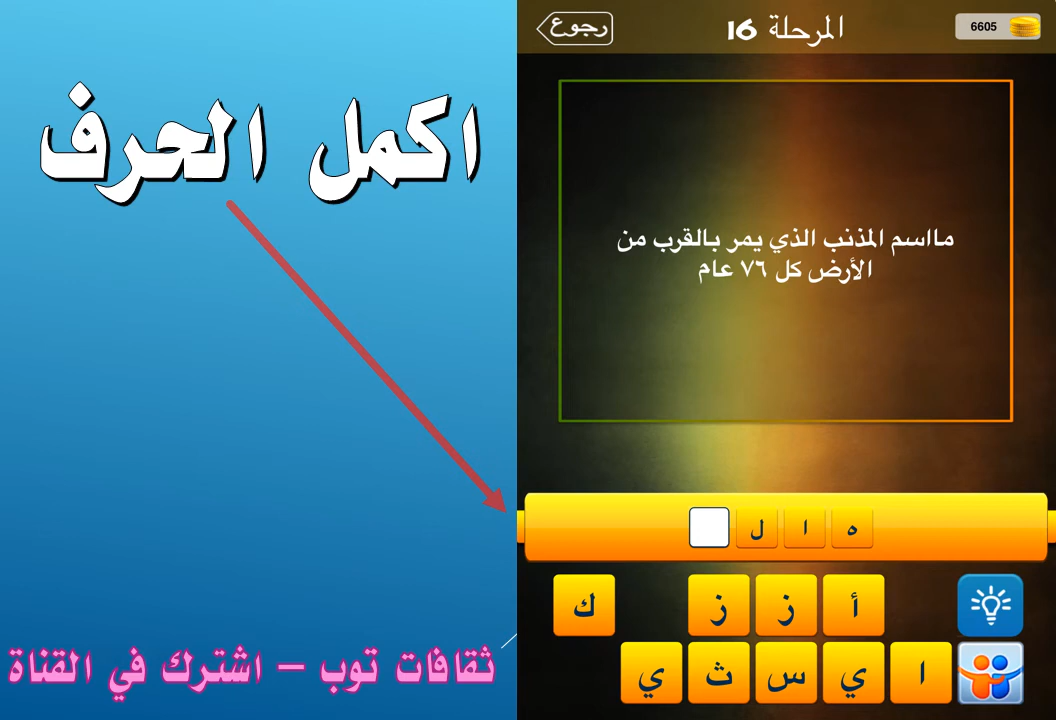 اكمل الحرف
ثقافات توب – اشترك في القناة
رجوع
المرحلة 16
6605
مااسم المذنب الذي يمر بالقرب من
الأرض كل ٧٦ عام
ه ا ل
أ ز ز ك
ا ي س ث ي